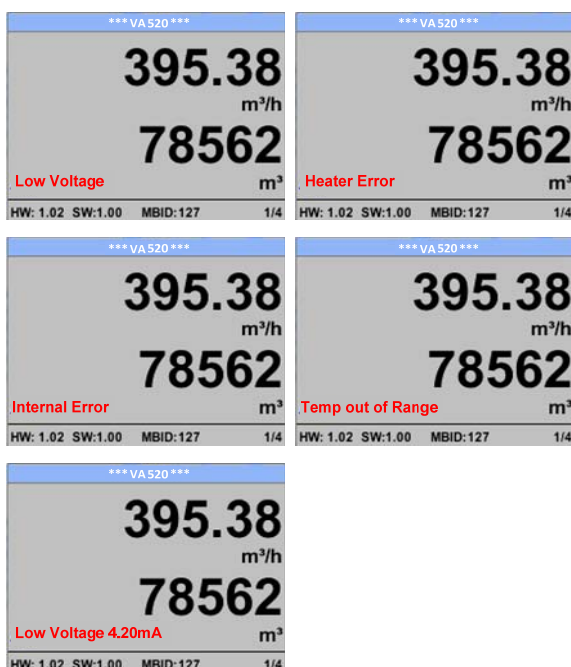 *** VA 520 ***
395.38
m³/h
78562
Low Voltage
m³
HW: 1.02 SW:1.00 MBID:127 1/4
*** VA 520 ***
395.38
m³/h
78562
Heater Error
m³
HW: 1.02 SW:1.00 MBID:127 1/4
*** VA 520 ***
395.38
m³/h
78562
Internal Error
m³
HW: 1.02 SW:1.00 MBID:127 1/4
*** VA 520 ***
395.38
m³/h
78562
Temp out of Range
m³
HW: 1.02 SW:1.00 MBID:127 1/4
*** VA 520 ***
395.38
m³/h
78562
Low Voltage 4.20mA
m³
HW: 1.02 SW:1.00 MBID:127 1/4